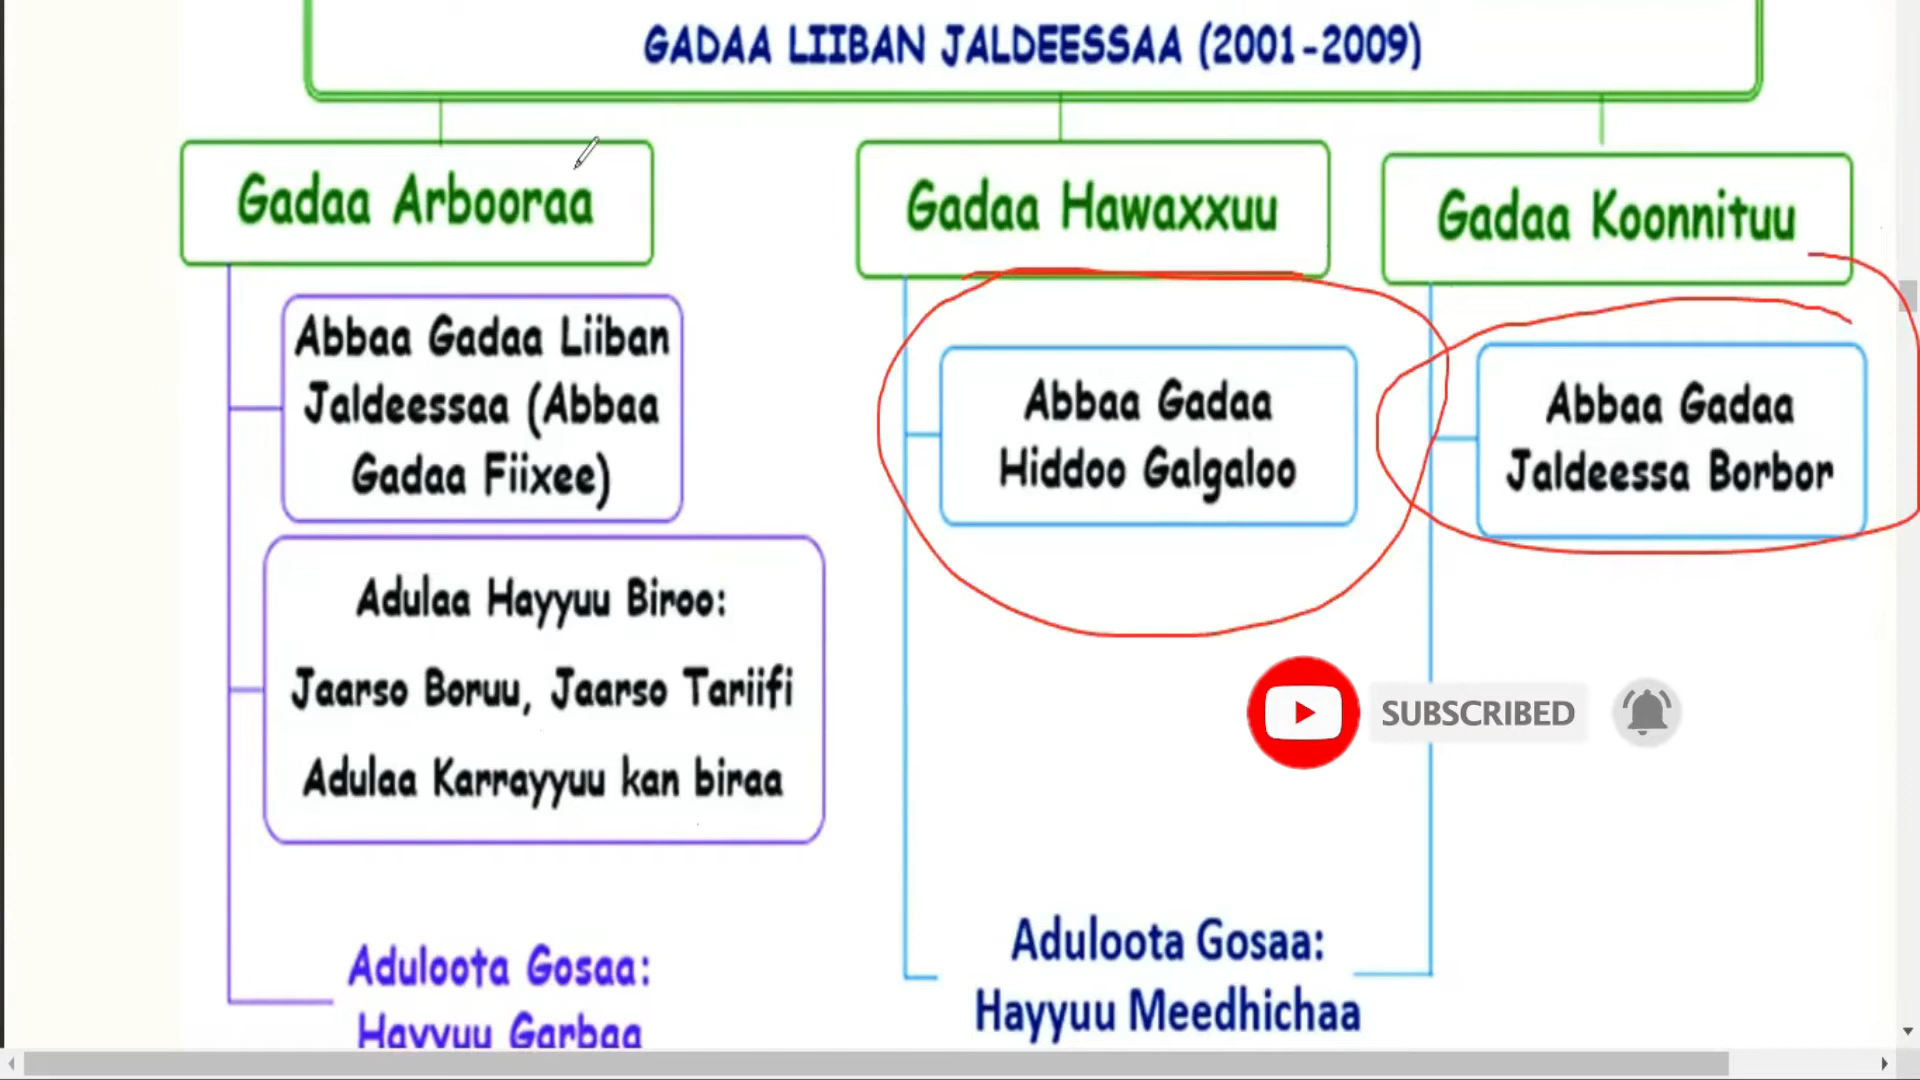 GADAA LIIBAN JALDEESSAA (2001-2009)
Gadaa Arbooraa
Abbaa Gadaa Liiban
Jaldeessaa (Abbaa
Gadaa Fiixee)
Adulaa Hayyuu Biroo:
Jaarso Boruu, Jaarso Tariifi
Adulaa Karrayyuu kan biraa
Aduloota Gosaa:
Hayyuu Garbaa
Gadaa Hawaxxuu
Abbaa Gadaa
Hiddoo Galgaloo
Gadaa Koonnituu
Abbaa Gadaa
Jaldeessa Borbor
SUBSCRIBED
Aduloota Gosaa:
Hayyuu Meedhichaa